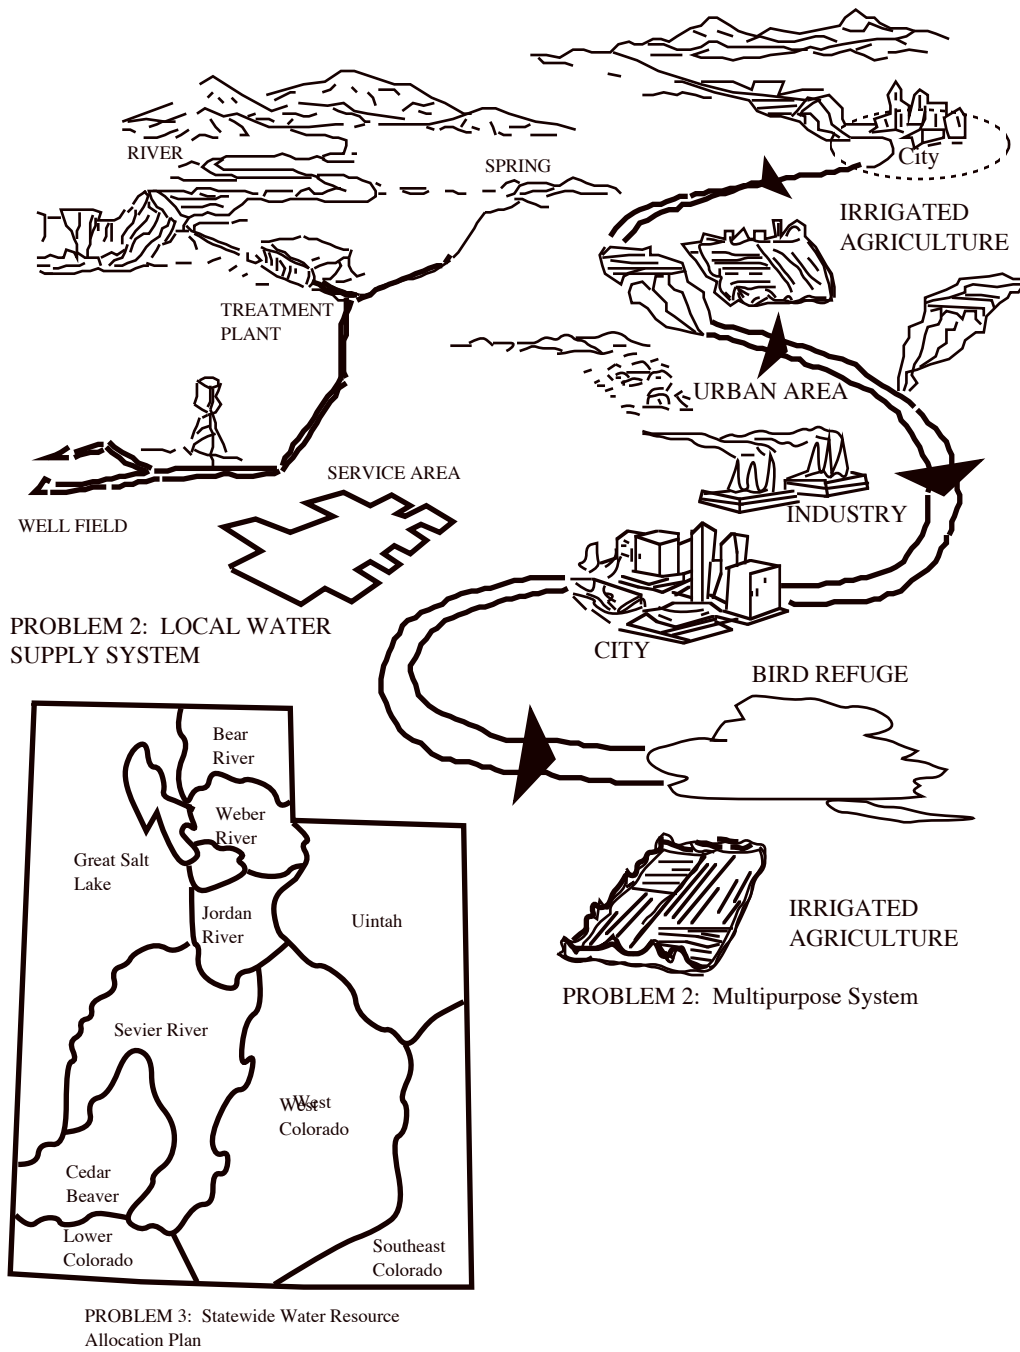 RIVER
SPRING
TREATMENT
PLANT
SERVICE AREA
WELL FIELD
PROBLEM 2:  LOCAL WATER
SUPPLY SYSTEM
City
IRRIGATED
AGRICULTURE
URBAN AREA
INDUSTRY
CITY
BIRD REFUGE
IRRIGATED
AGRICULTURE
PROBLEM 2:  Multipurpose System
Bear
River
Weber
River
Great Salt
Lake
Jordan
River
Uintah
Sevier River
West
West
Colorado
Cedar
Beaver
Lower
Colorado
Southeast
Colorado
PROBLEM 3:  Statewide Water Resource
Allocation Plan